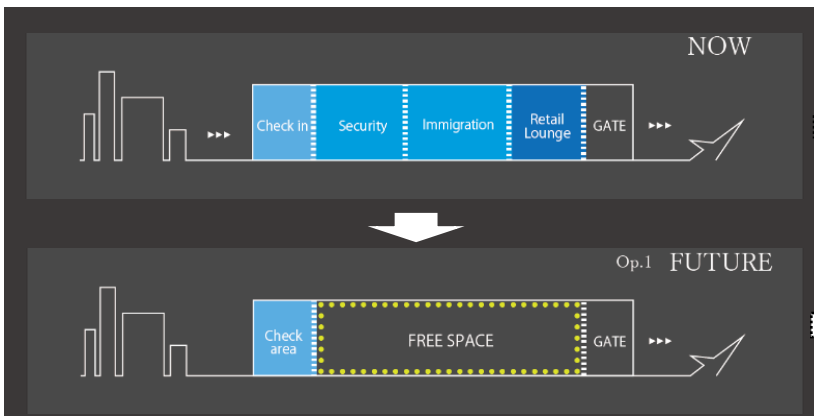 NOW
Check in
Security
Immigration
Retail
Lounge
GATE
Op.1 FUTURE
Check
area
FREE SPACE
GATE